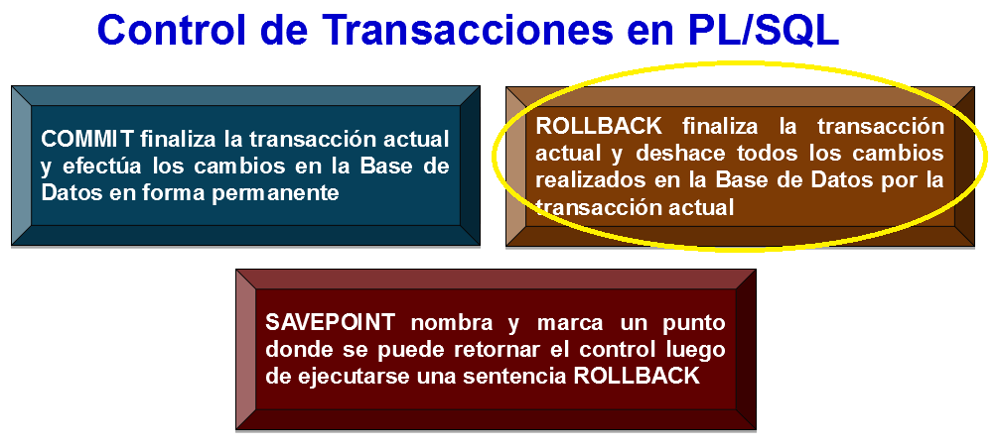 Control de Transacciones en PL/SQL
COMMIT finaliza la transacción actual
y efectúa los cambios en la Base de
Datos en forma permanente
ROLLBACK finaliza la transacción
actual y deshace todos los cambios
realizados en la Base de Datos por la
transacción actual
SAVEPOINT nombra y marca un punto
donde se puede retornar el control luego
de ejecutarse una sentencia ROLLBACK